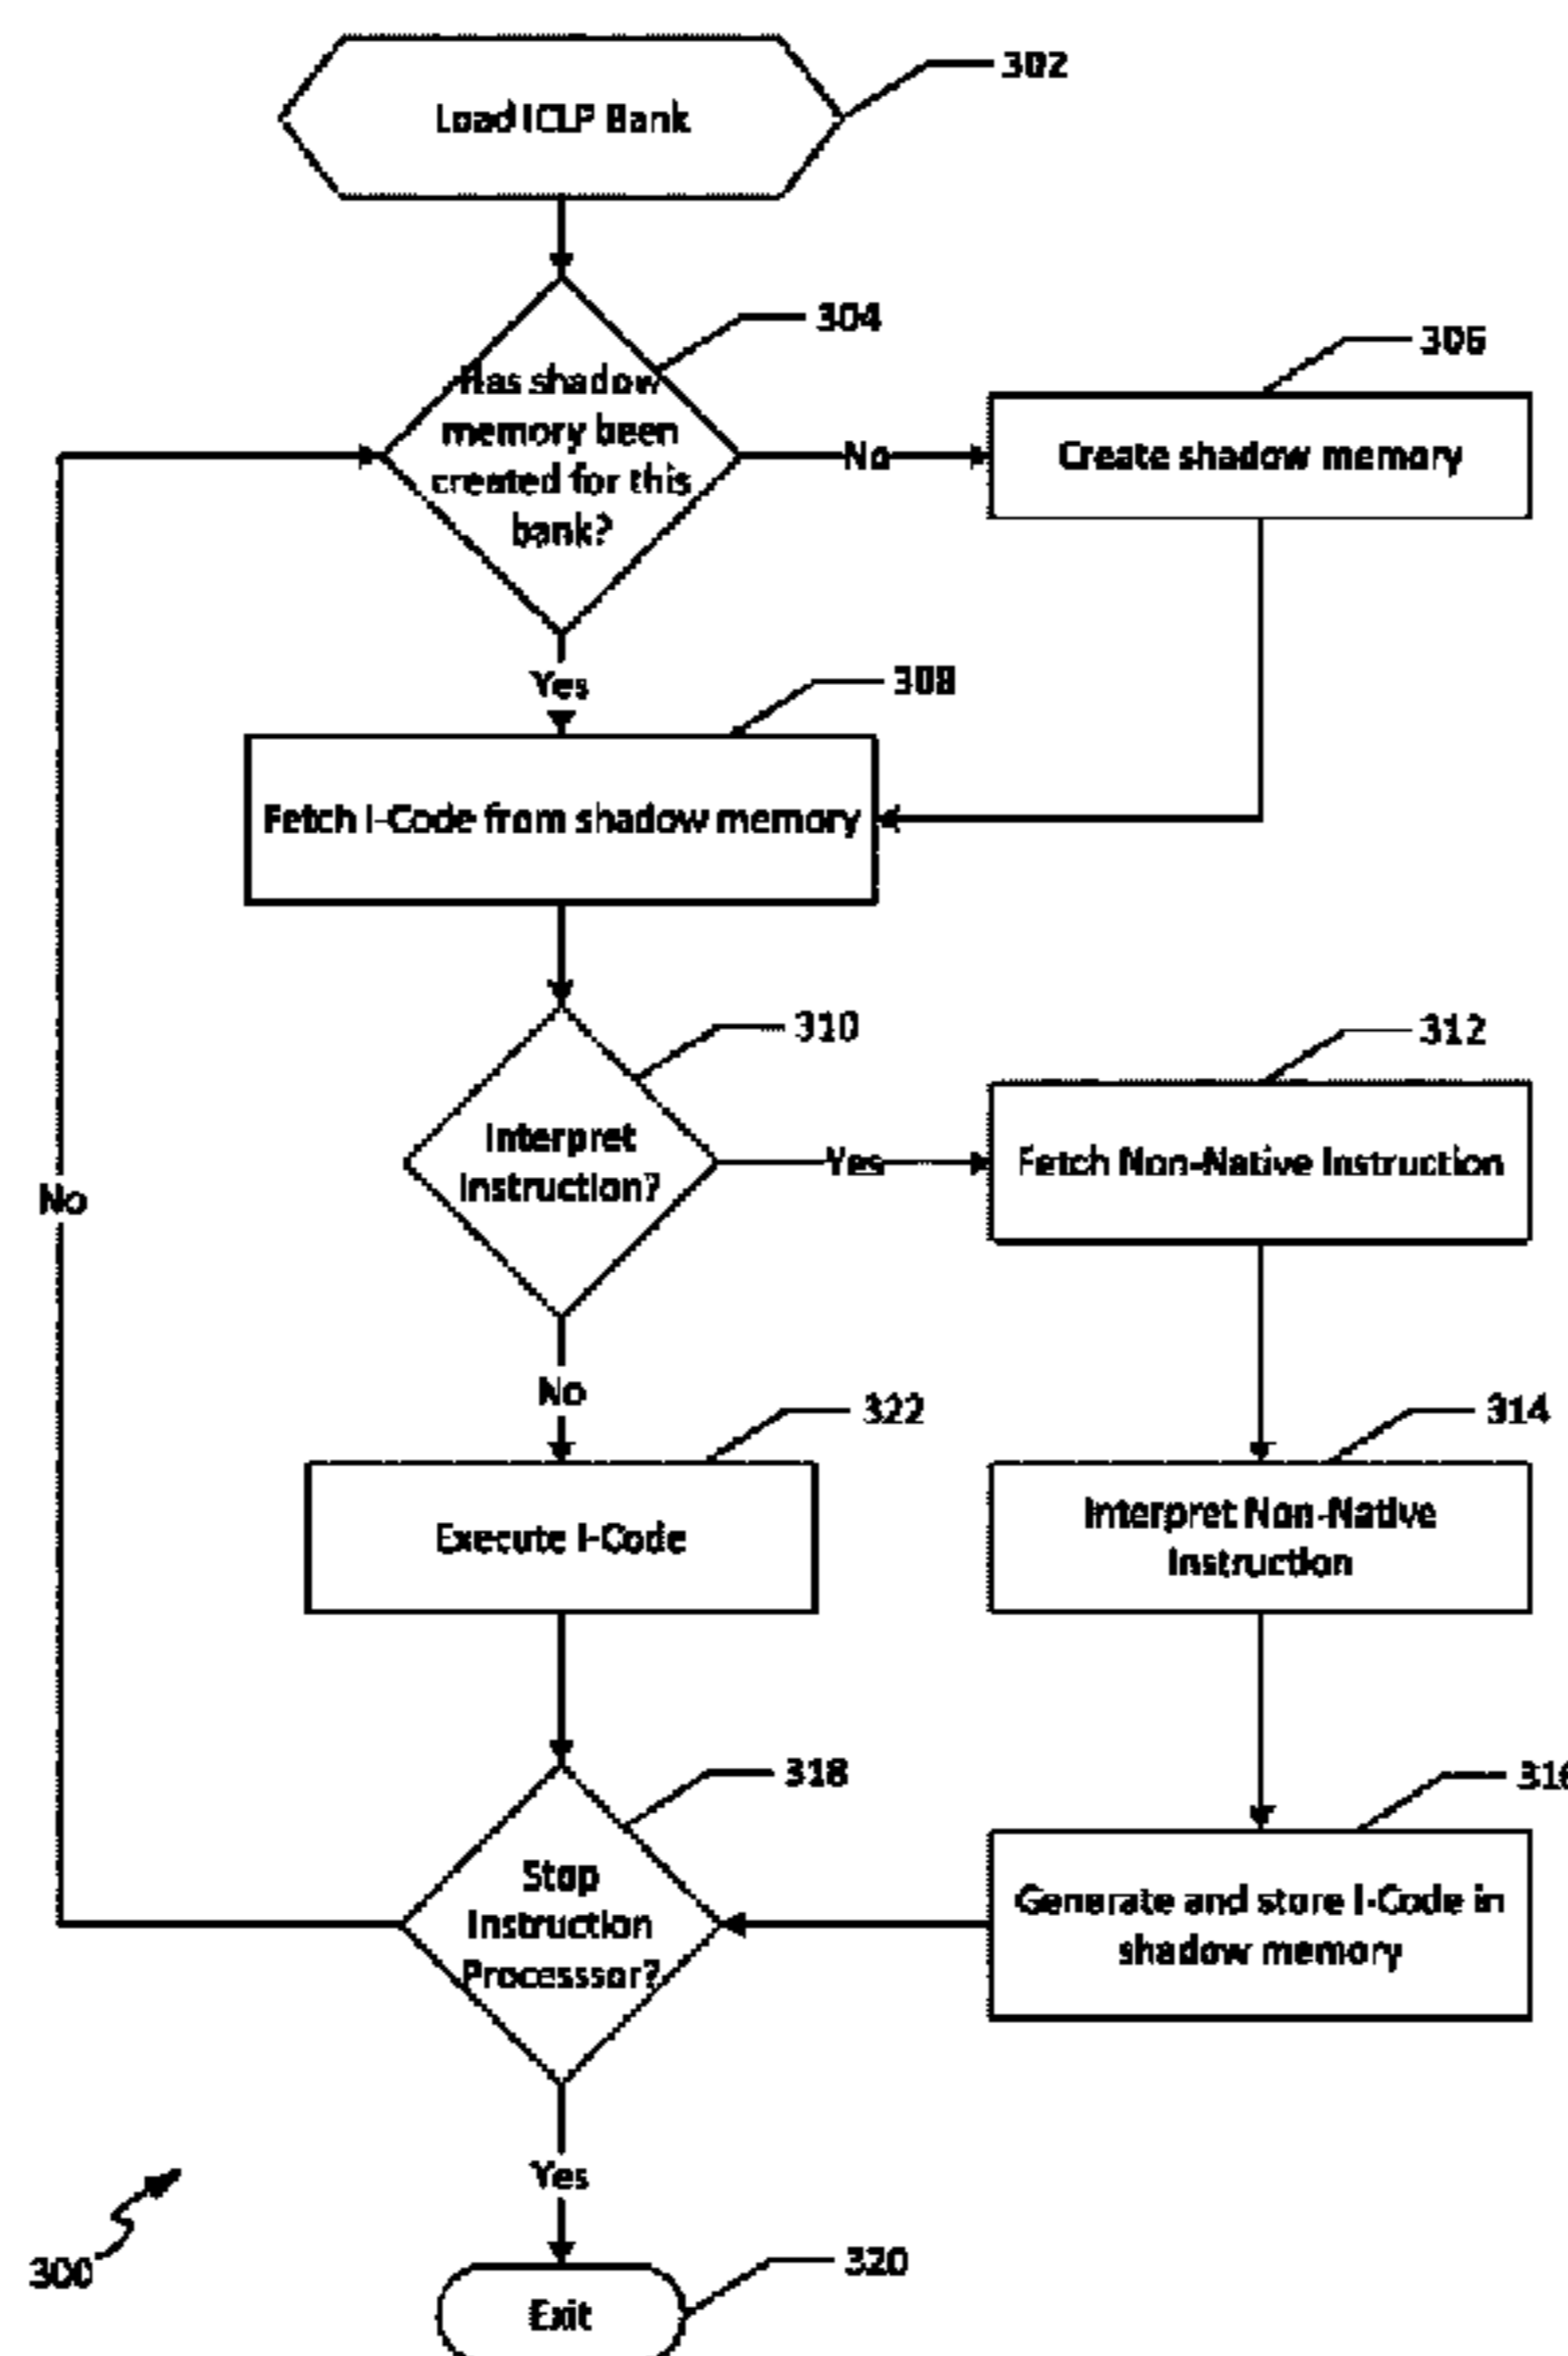 302
Load ICLP Bank
304
Has shadow
memory been
created for this
bank?
No
306
Create shadow memory
Yes
308
Fetch I-Code from shadow memory
310
Interpret
Instruction?
Yes
312
Fetch Non-Native Instruction
No
No
322
Execute I-Code
314
Interpret Non-Native
Instruction
318
Stop
Instruction
Processsor?
316
Generate and store I-Code in
shadow memory
Yes
300
320
Exit